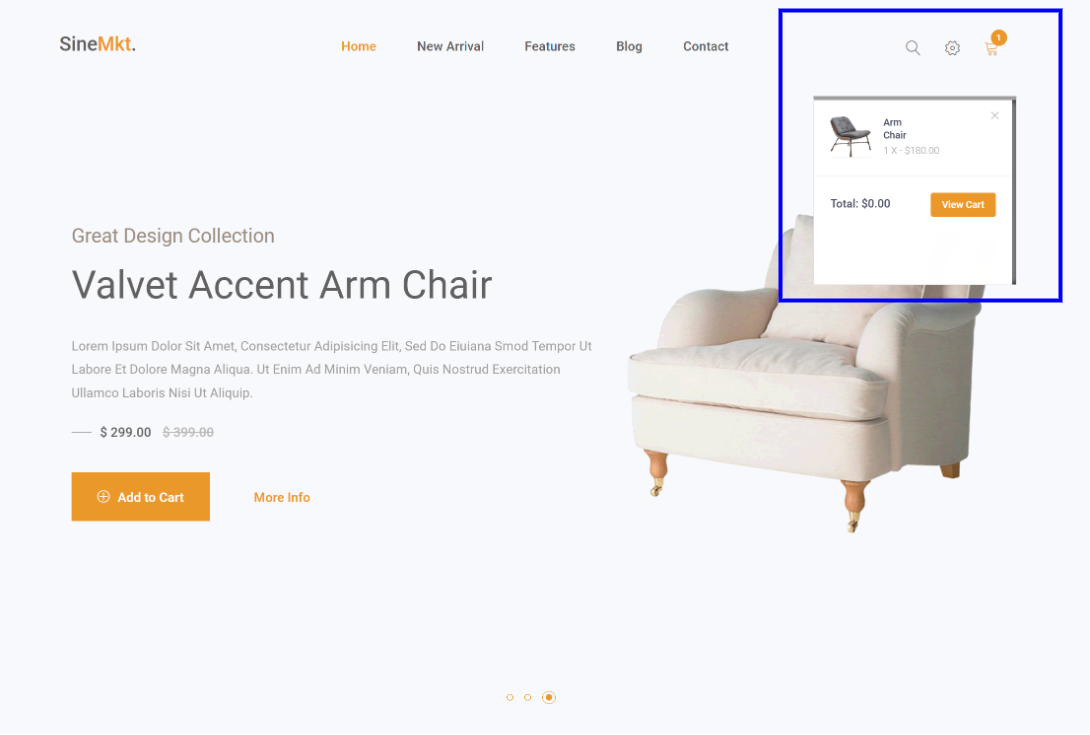 SineMkt.
Home
New Arrival
Features
Blog
Contact
1
Arm
Chair
1 X - $180.00
Total: $0.00
View Cart
Great Design Collection
Valvet Accent Arm Chair
Lorem Ipsum Dolor Sit Amet, Consectetur Adipisicing Elit, Sed Do Eiuiana Smod Tempor Ut
Labore Et Dolore Magna Aliqua. Ut Enim Ad Minim Veniam, Quis Nostrud Exercitation
Ullamco Laboris Nisi Ut Aliquip.
$ 299.00 $ 399.00
Add to Cart
More Info